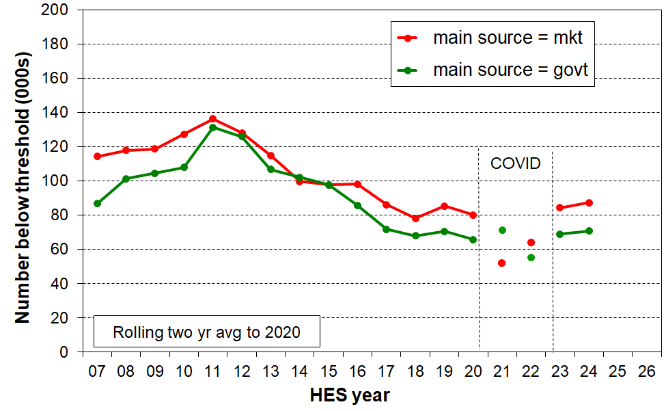 200
180
160
140
120
100
80
60
40
20
0
Number below threshold (000s)
main source = mkt
main source = govt
COVID
Rolling two yr avg to 2020
07 08 09 10 11 12 13 14 15 16 17 18 19 20 21 22 23 24 25 26
HES year